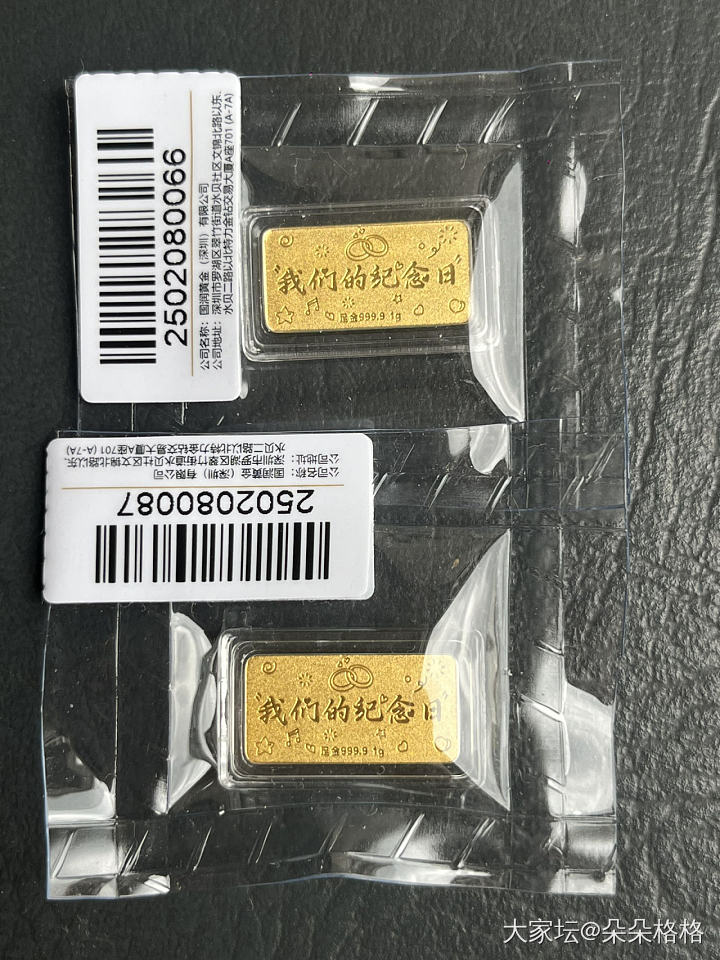 2502080066
公司名称：国润黄金（深圳）有限公司
公司地址：深圳市罗湖区翠竹街道水贝社区文锦北路以东、
水贝二路以北特力金钻交易大厦A座701 (A-7A)
"我们的纪念日"
足金999.9 1g
2502080087
公司名称：国润黄金（深圳）有限公司
公司地址：深圳市罗湖区翠竹街道水贝社区文锦北路以东、
水贝二路以北特力金钻交易大厦A座701 (A-7A)
"我们的纪念日"
足金999.9 1g
大家坛@朵朵格格